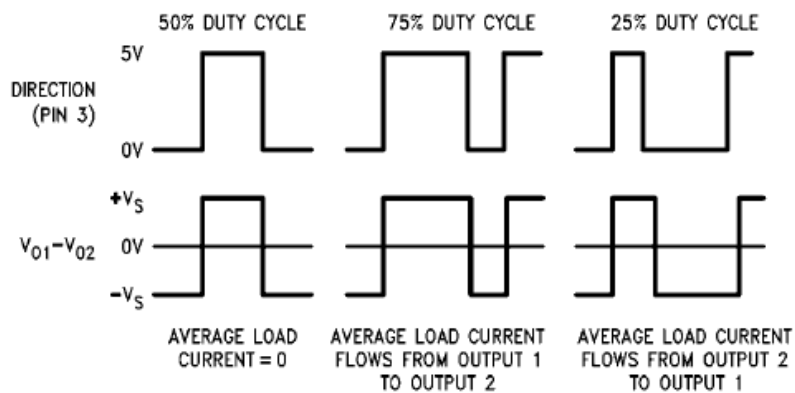 50% DUTY CYCLE
75% DUTY CYCLE
25% DUTY CYCLE
5V
DIRECTION
(PIN 3)
0V
+VS
VO1-VO2
0V
-VS
AVERAGE LOAD
CURRENT = 0
AVERAGE LOAD CURRENT
FLOWS FROM OUTPUT 1
TO OUTPUT 2
AVERAGE LOAD CURRENT
FLOWS FROM OUTPUT 2
TO OUTPUT 1